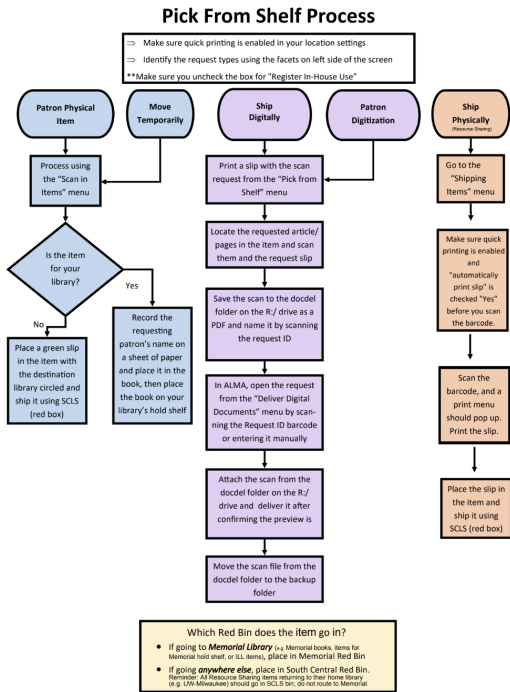 Pick From Shelf Process
⇒ Make sure quick printing is enabled in your location settings
⇒ Identify the request types using the facets on left side of the screen
**Make sure you uncheck the box for "Register In-House Use"
Patron Physical
Item
Move
Temporarily
Process using
the “Scan in
Items” menu
Is the item
for your
library?
Yes
No
Place a green slip
in the item with
the destination
library circled and
ship it using SCLS
(red box)
Record the
requesting
patron’s name on
a sheet of paper
and place it in the
book, then place
the book on your
library’s hold shelf
Ship
Digitally
Patron
Digitization
Print a slip with the scan
request from the “Pick from
Shelf” menu
Locate the requested article/
pages in the item and scan
them and the request slip
Save the scan to the docdel
folder on the R:/ drive as a
PDF and name it by scanning
the request ID
In ALMA, open the request
from the “Deliver Digital
Documents” menu by scan-
ning the Request ID barcode
or entering it manually
Attach the scan from the
docdel folder on the R:/
drive and deliver it after
confirming the preview is
Move the scan file from the
docdel folder to the backup
folder
Ship
Physically
(Resource Sharing)
Go to the
“Shipping
Items” menu
Make sure quick
printing is enabled
and
"automatically
print slip" is
checked "Yes"
before you scan
the barcode.
Scan the
barcode, and a
print menu
should pop up.
Print the slip.
Place the slip in
the item and
ship it using
SCLS (red box)
Which Red Bin does the item go in?
• If going to Memorial Library (e.g. Memorial books, items for
Memorial hold shelf, or ILL items), place in Memorial Red Bin
• If going anywhere else, place in South Central Red Bin.
Reminder: All Resource Sharing items returning to their home library
(e.g. UW-Milwaukee) should go in SCLS bin; do not route to Memorial.